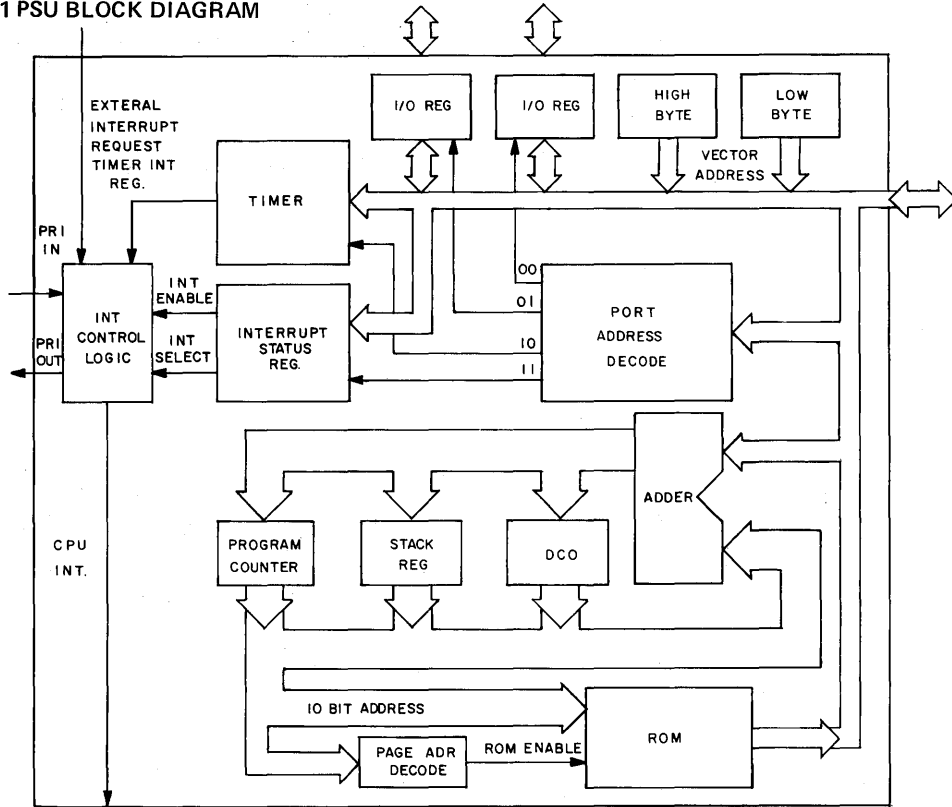 1 PSU BLOCK DIAGRAM
EXTERAL
INTERRUPT
REQUEST
TIMER INT
REG.
I/O REG
I/O REG
HIGH
BYTE
LOW
BYTE
VECTOR
ADDRESS
TIMER
PRI
IN
INT
CONTROL
LOGIC
PRI
OUT
INT
ENABLE
INT
SELECT
INTERRUPT
STATUS
REG.
00
01
10
11
PORT
ADDRESS
DECODE
ADDER
PROGRAM
COUNTER
STACK
REG
DCO
CPU
INT.
10 BIT ADDRESS
PAGE ADR
DECODE
ROM ENABLE
ROM